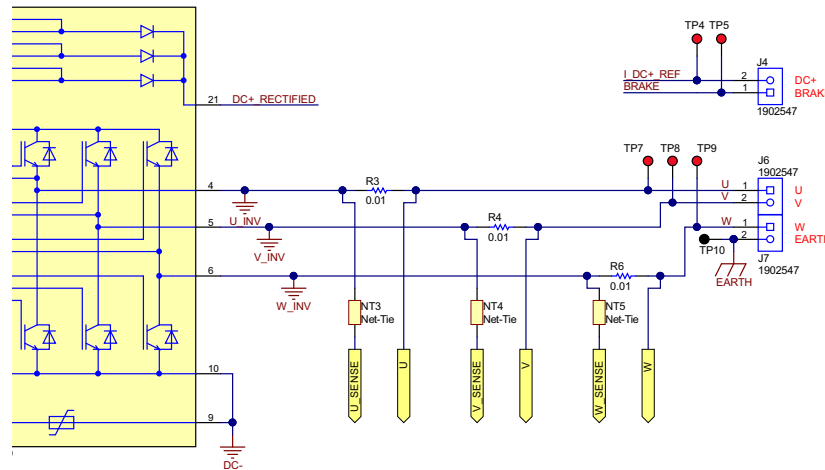 TP4 TP5
J4
I_DC+_REF 2 DC+
BRAKE 1 BRAK
1902547
21 DC+_RECTIFIED
TP7 TP8 TP9
J6
1902547
4 R3 U 1 U
0.01 V 2 V
5 U_INV R4 W 1 W
0.01 2 EARTH
V_INV TP10
J7
6 R6 1902547
0.01 EARTH
W_INV
NT3 NT4 NT5
Net-Tie Net-Tie Net-Tie
U_SENSE U V_SENSE V W_SENSE W
10
9
DC-